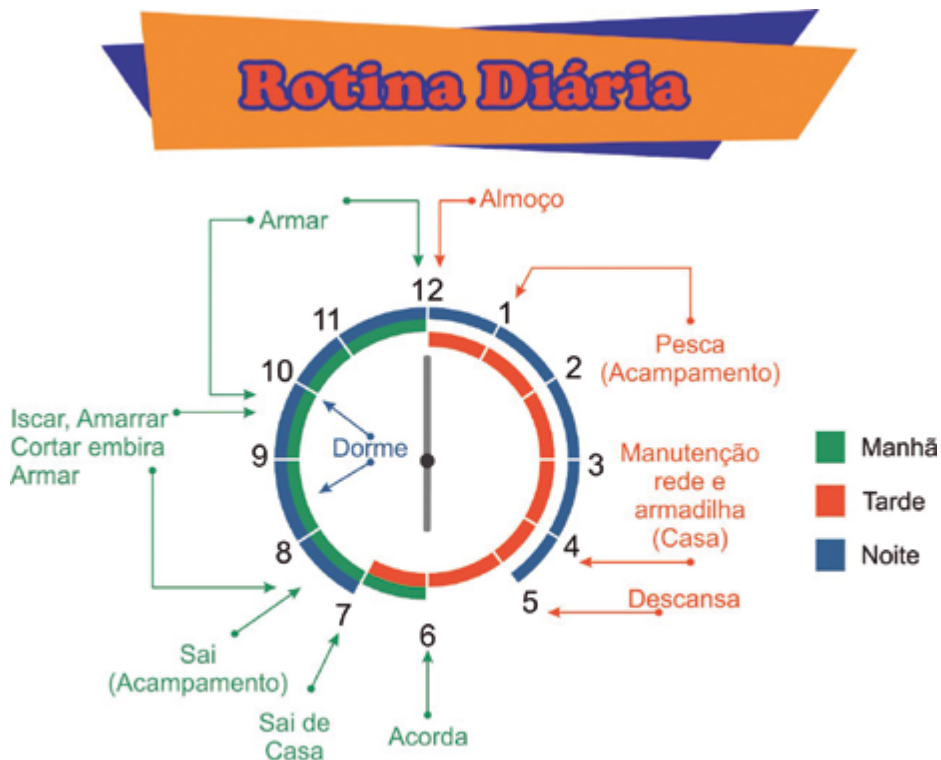 Rotina Diária
Armar
Almoço
12
11
1
10
2
Pesca
(Acampamento)
Iscar, Amarrar
Cortar embira
Armar
Dorme
9
3
Manutenção
rede e
armadilha
(Casa)
Manhã
Tarde
Noite
8
4
7
5
Descansa
6
Sai
(Acampamento)
Sai de
Casa
Acorda